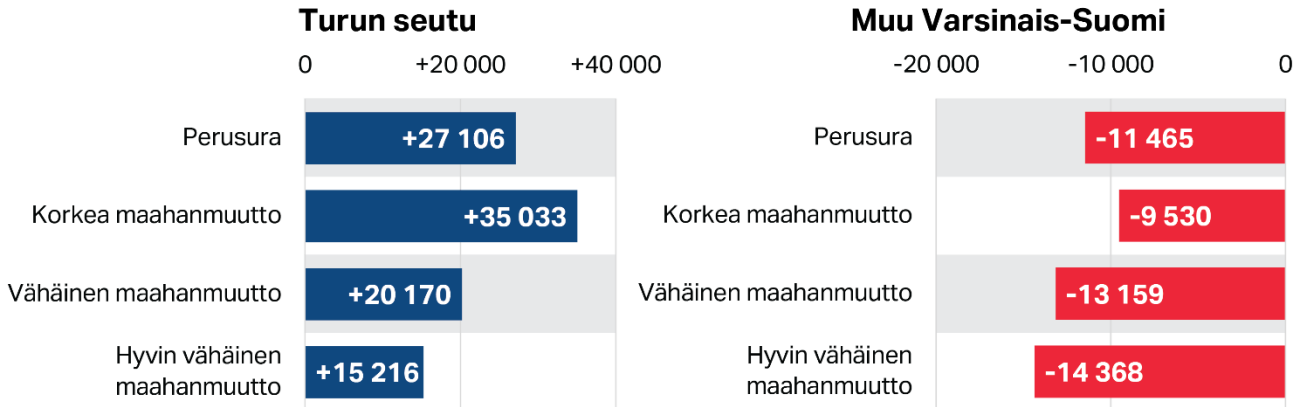 Turun seutu
0 +20 000 +40 000
Perusura +27 106
Korkea maahanmuutto +35 033
Vähäinen maahanmuutto +20 170
Hyvin vähäinen
maahanmuutto +15 216
Muu Varsinais-Suomi
-20 000 -10 000 0
Perusura -11 465
Korkea maahanmuutto -9 530
Vähäinen maahanmuutto -13 159
Hyvin vähäinen
maahanmuutto -14 368